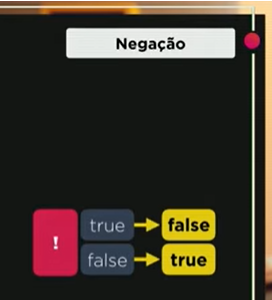 Negação
! true → false
false → true